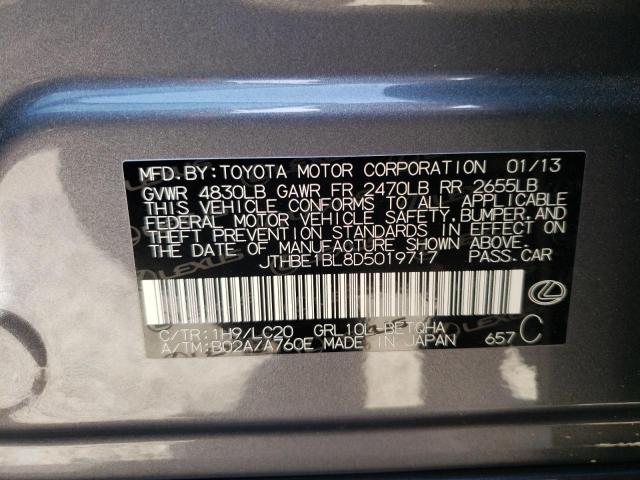 MFD.BY:TOYOTA MOTOR CORPORATION 01/13
GVWR 4830LB GAWR FR 2470LB RR 2655LB
THIS VEHICLE CONFORMS TO ALL APPLICABLE
FEDERAL MOTOR VEHICLE SAFETY,BUMPER,AND
THEFT PREVENTION STANDARDS IN EFFECT ON
THE DATE OF MANUFACTURE SHOWN ABOVE.
JTHBE1BL8D5019717 PASS.CAR
C/TR:1H9/LC20 GRL10L-BETQHA
A/TM:B02A/A760E MADE IN JAPAN 657 C
LEXUS